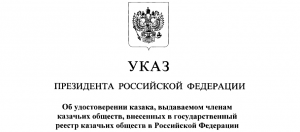 УКАЗ
ПРЕЗИДЕНТА РОССИЙСКОЙ ФЕДЕРАЦИИ
Об удостоверении казака, выдаваемом членам
казачьих обществ, внесенных в государственный
реестр казачьих обществ в Российской Федерации